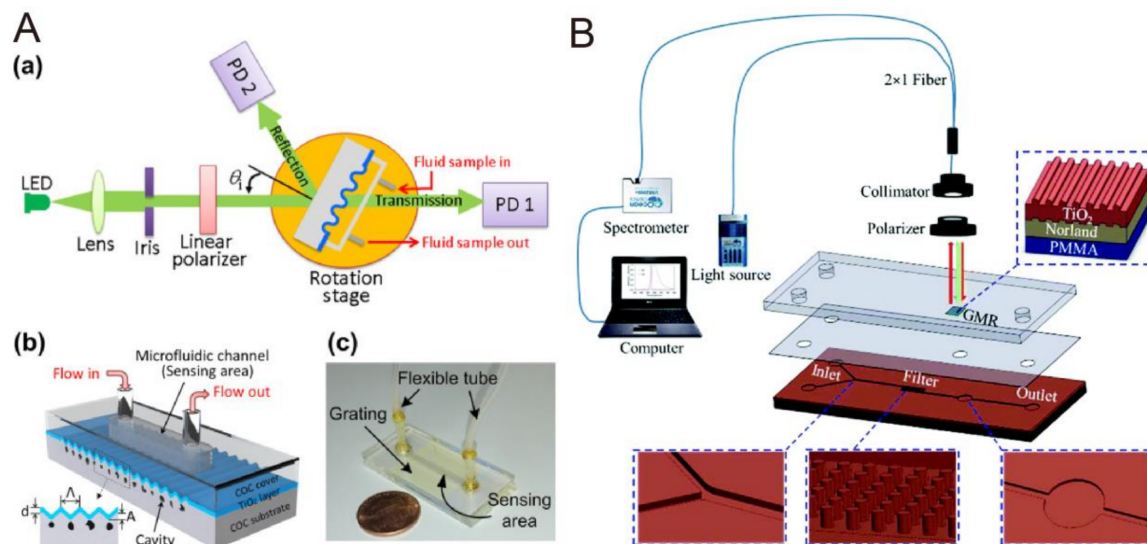 A
(a)
PD 2
Reflection
θi
LED
Lens
Iris
Linear
polarizer
Fluid sample in
Transmission
PD 1
Fluid sample out
Rotation
stage
(b)
Microfluidic channel
(Sensing area)
Flow in
Flow out
COC cover
TiO₂ layer
COC substrate
Λ
d
A
Cavity
(c)
Flexible tube
Grating
Sensing
area
B
2×1 Fiber
Collimator
Polarizer
Spectrometer
Light source
Computer
TiO₂
Norland
PMMA
GMR
Inlet
Filter
Outlet